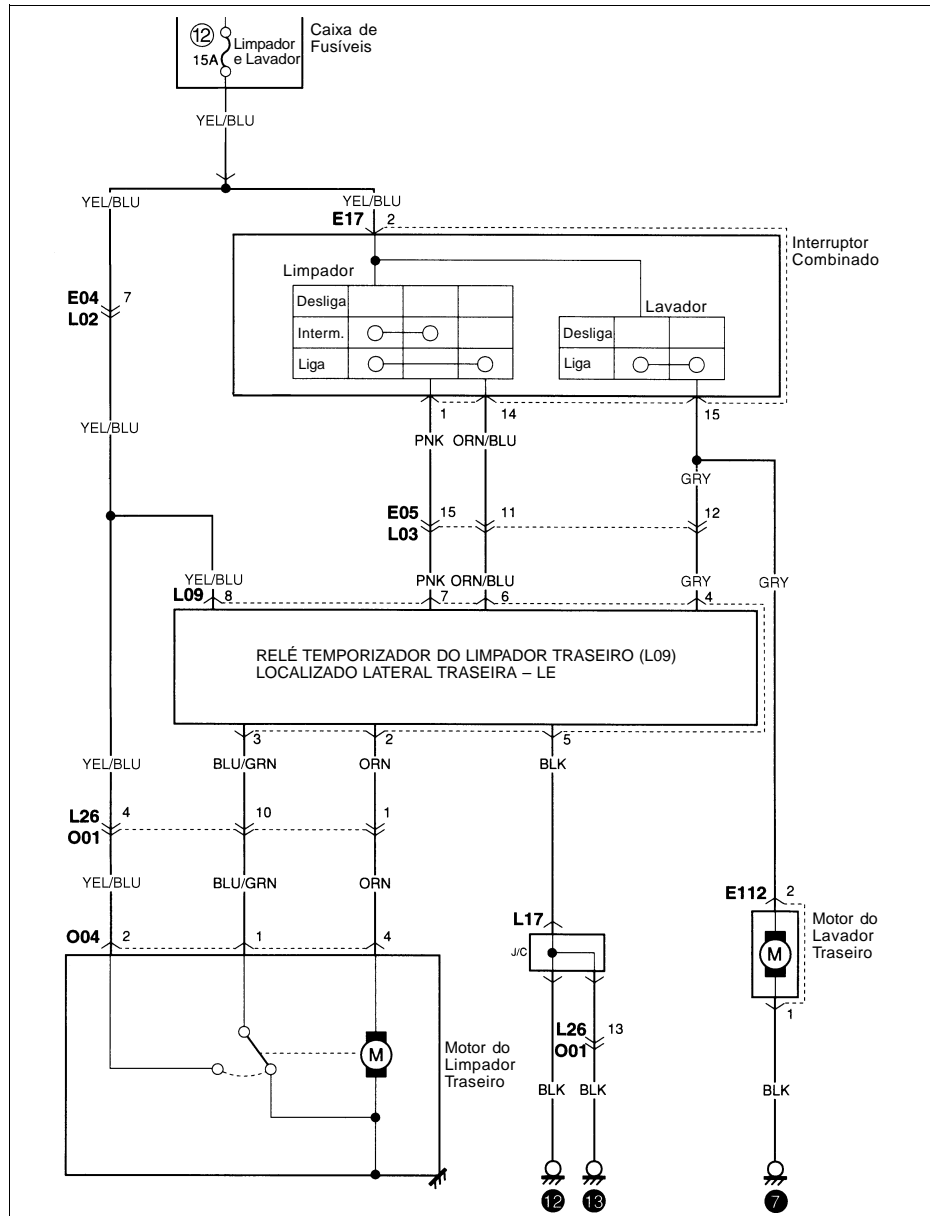 Caixa de
Fusíveis
12
15A
Limpador
e Lavador
YEL/BLU
YEL/BLU
YEL/BLU
E17
2
Interruptor
Combinado
Limpador
Desliga
Interm.
Liga
Lavador
Desliga
Liga
E04
L02
7
1
14
15
PNK
ORN/BLU
GRY
YEL/BLU
E05
L03
15
11
12
YEL/BLU
PNK
ORN/BLU
GRY
GRY
L09
8
7
6
4
RELÉ TEMPORIZADOR DO LIMPADOR TRASEIRO (L09)
LOCALIZADO LATERAL TRASEIRA – LE
3
2
5
YEL/BLU
BLU/GRN
ORN
BLK
L26
O01
4
10
1
YEL/BLU
BLU/GRN
ORN
O04
2
1
4
L17
J/C
E112
2
M
Motor do
Lavador
Traseiro
1
M
Motor do
Limpador
Traseiro
L26
O01
13
BLK
BLK
BLK
12
13
7